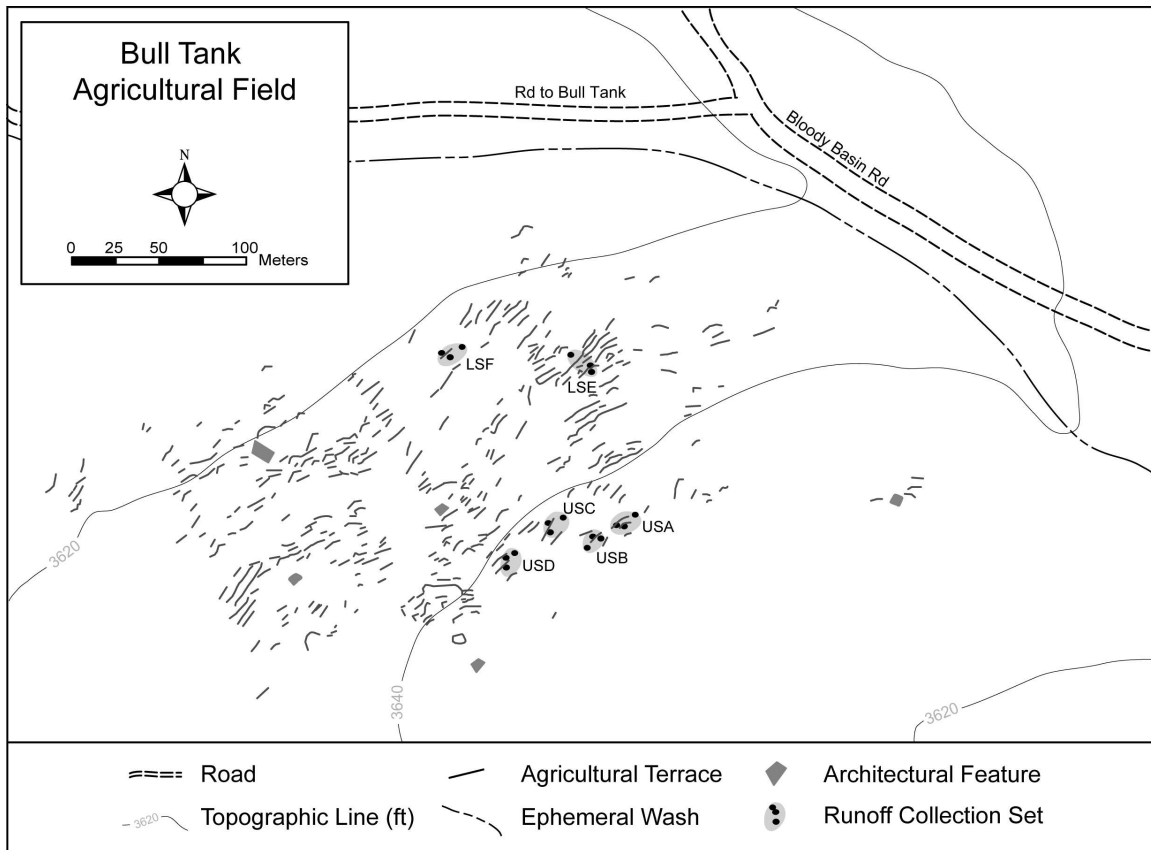 Bull Tank
Agricultural Field
N
0 25 50 100
Meters
Rd to Bull Tank
Bloody Basin Rd
LSF
LSE
USC
USA
USB
USD
3620
3640
3620
Road
Agricultural Terrace
Architectural Feature
3620
Topographic Line (ft)
Ephemeral Wash
Runoff Collection Set